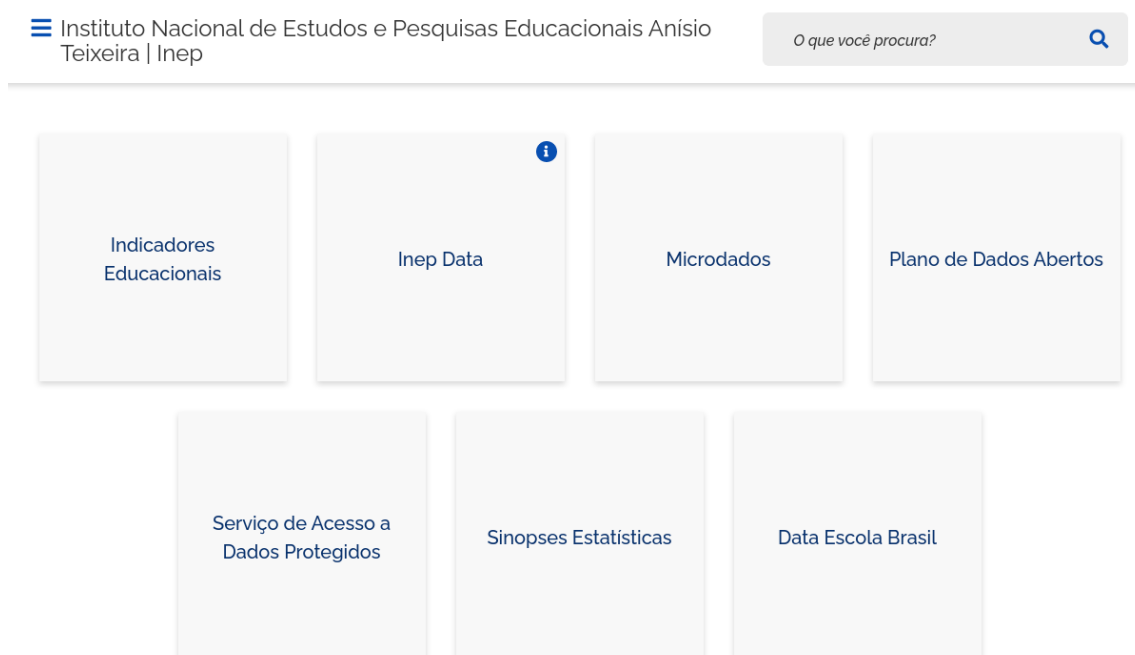 Instituto Nacional de Estudos e Pesquisas Educacionais Anísio
Teixeira | Inep
O que você procura?
Indicadores
Educacionais
Inep Data
Microdados
Plano de Dados Abertos
Serviço de Acesso a
Dados Protegidos
Sinopses Estatísticas
Data Escola Brasil